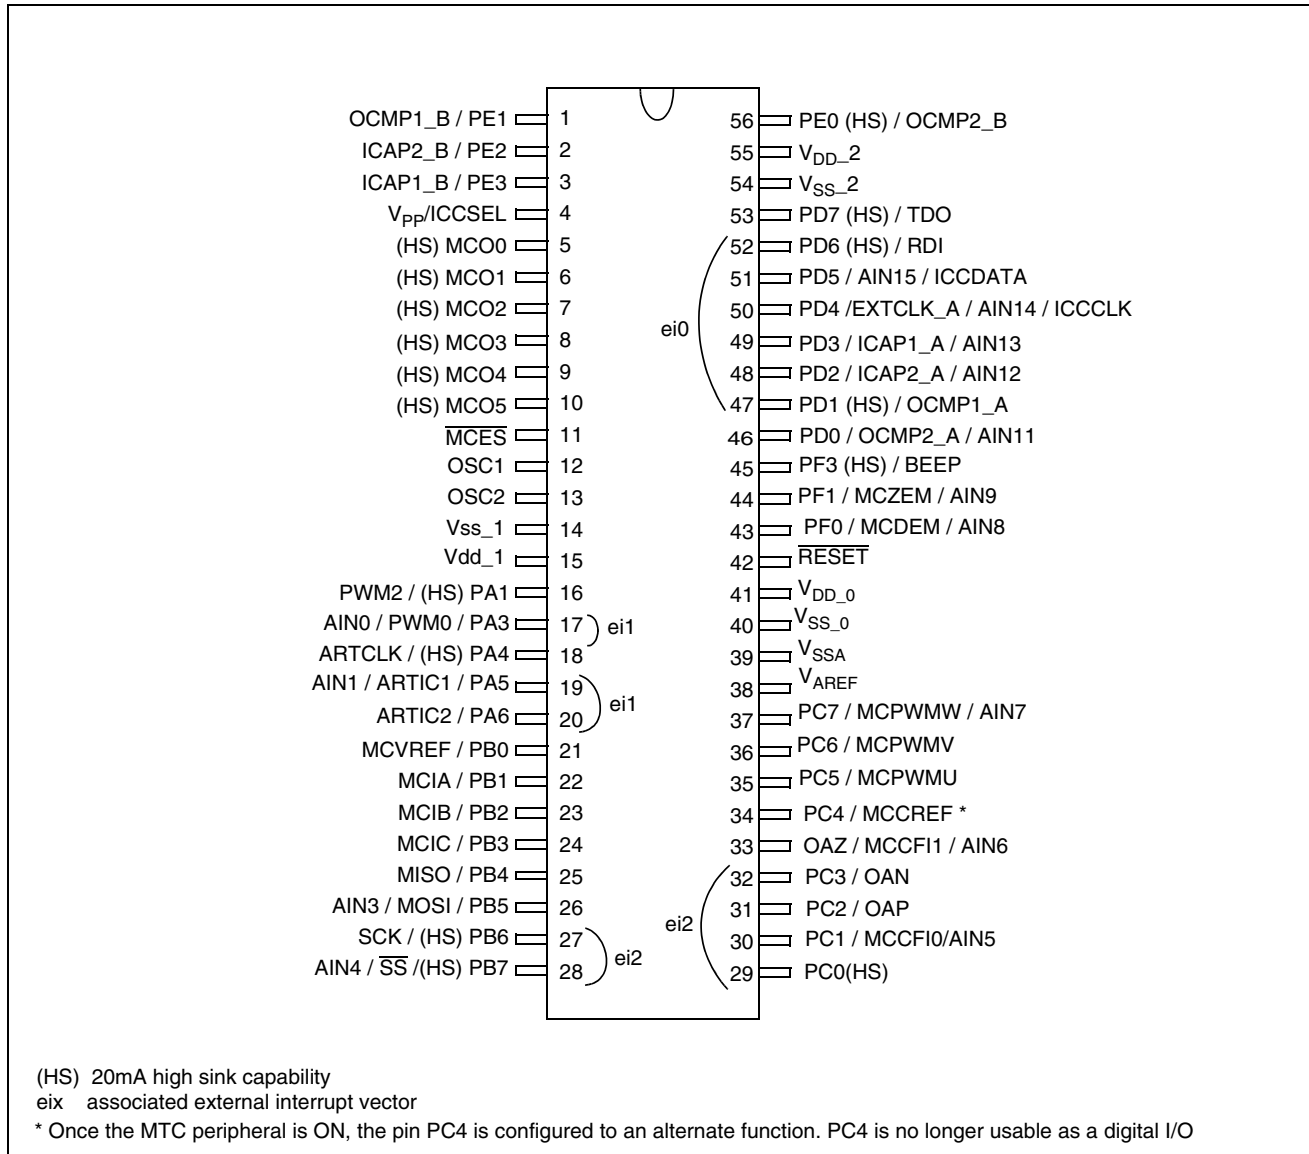 OCMP1_B / PE1 1
ICAP2_B / PE2 2
ICAP1_B / PE3 3
VPP/ICCSEL 4
(HS) MCO0 5
(HS) MCO1 6
(HS) MCO2 7
(HS) MCO3 8
(HS) MCO4 9
(HS) MCO5 10
MCES 11
OSC1 12
OSC2 13
Vss_1 14
Vdd_1 15
PWM2 / (HS) PA1 16
AIN0 / PWM0 / PA3 17 ei1
ARTCLK / (HS) PA4 18
AIN1 / ARTIC1 / PA5 19
ei1
ARTIC2 / PA6 20
MCVREF / PB0 21
MCIA / PB1 22
MCIB / PB2 23
MCIC / PB3 24
MISO / PB4 25
AIN3 / MOSI / PB5 26
SCK / (HS) PB6 27
ei2
AIN4 / SS /(HS) PB7 28
56 PE0 (HS) / OCMP2_B
55 VDD_2
54 VSS_2
53 PD7 (HS) / TDO
52 PD6 (HS) / RDI
51 PD5 / AIN15 / ICCDATA
50 PD4 /EXTCLK_A / AIN14 / ICCCLK
ei0
49 PD3 / ICAP1_A / AIN13
48 PD2 / ICAP2_A / AIN12
47 PD1 (HS) / OCMP1_A
46 PD0 / OCMP2_A / AIN11
45 PF3 (HS) / BEEP
44 PF1 / MCZEM / AIN9
43 PF0 / MCDEM / AIN8
42 RESET
41 VDD_0
40 VSS_0
39 VSSA
38 VAREF
37 PC7 / MCPWMW / AIN7
36 PC6 / MCPWMV
35 PC5 / MCPWMU
34 PC4 / MCCREF *
33 OAZ / MCCFI1 / AIN6
32 PC3 / OAN
31 PC2 / OAP
ei2
30 PC1 / MCCFI0/AIN5
29 PC0(HS)
(HS) 20mA high sink capability
eix associated external interrupt vector
* Once the MTC peripheral is ON, the pin PC4 is configured to an alternate function. PC4 is no longer usable as a digital I/O